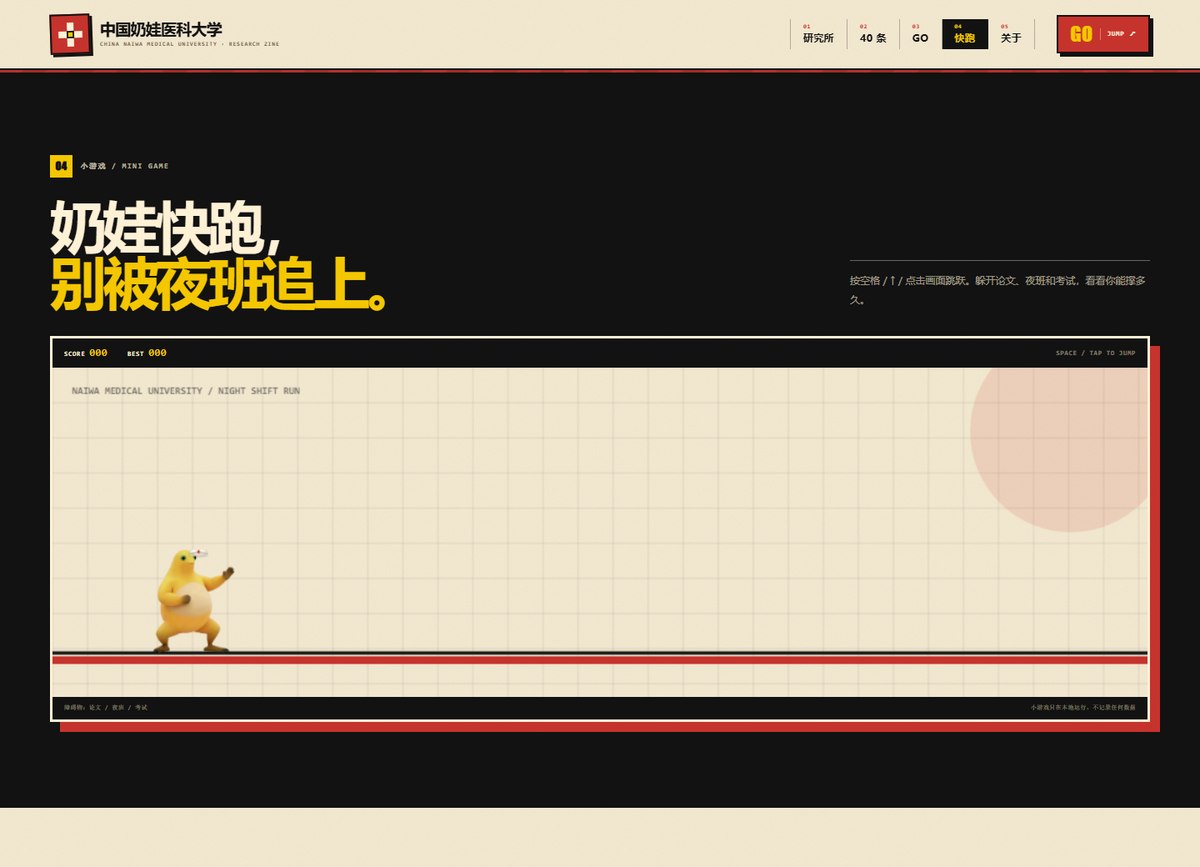 中国奶娃医科大学
CHINA NAIWA MEDICAL UNIVERSITY · RESEARCH ZINE
01
研究所
02
40 条
03
GO
04
快跑
05
关于
GO JUMP
04 小游戏 / MINI GAME
奶娃快跑，
别被夜班追上。
按空格 / ↑ / 点击画面跳跃。躲开论文、夜班和考试，看看你能撑多
久。
SCORE 000 BEST 000
SPACE / TAP TO JUMP
NAIWA MEDICAL UNIVERSITY / NIGHT SHIFT RUN
障碍物：论文 / 夜班 / 考试
小游戏只在本地运行，不记录任何数据